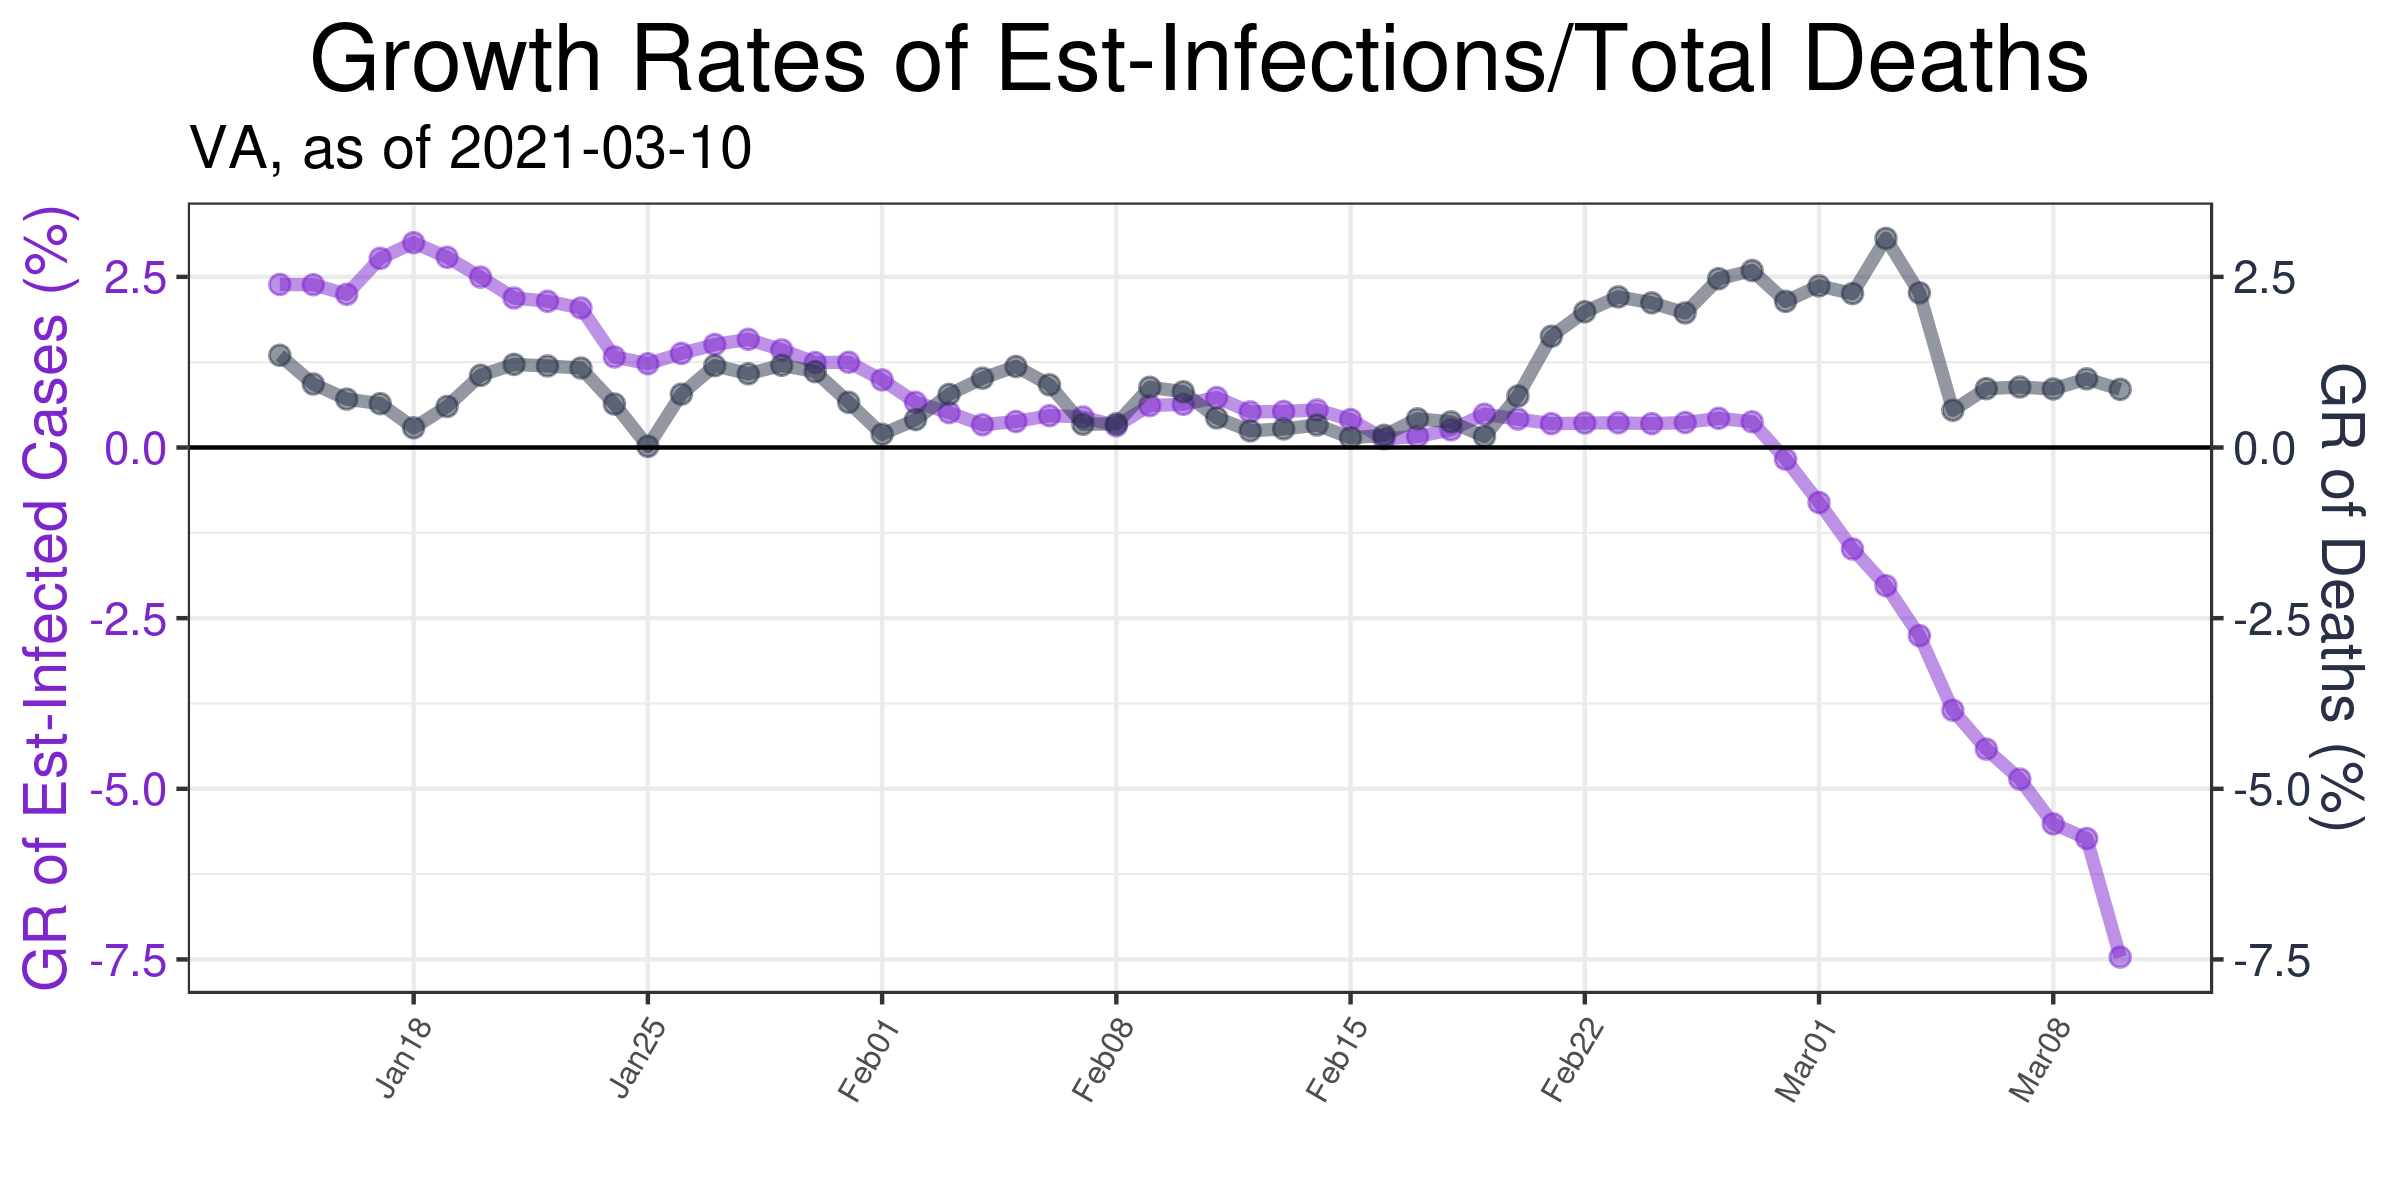 Growth Rates of Est-Infections/Total Deaths
VA, as of 2021-03-10
GR of Est-Infected Cases (%)
2.5
0.0
-2.5
-5.0
-7.5
2.5
0.0
-2.5
-5.0
-7.5
GR of Deaths (%)
Jan18
Jan25
Feb01
Feb08
Feb15
Feb22
Mar01
Mar08